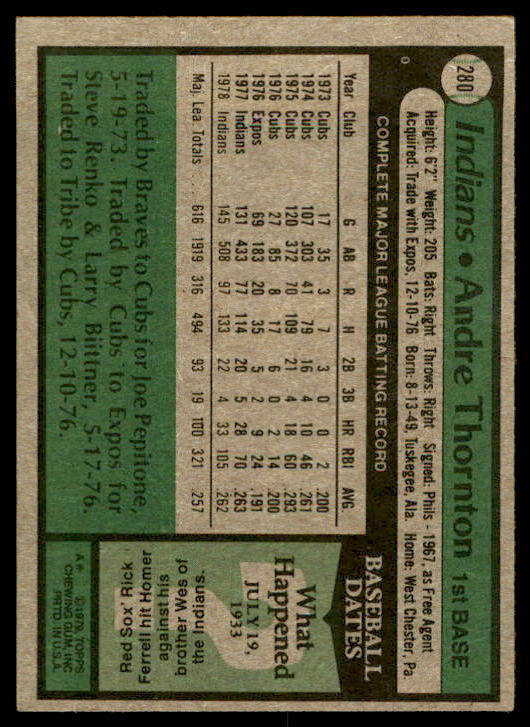 280
Indians • Andre Thornton 1st BASE
Height: 6'2" Weight: 205 Bats: Right Throws: Right Signed: Phils - 1967, as Free Agent
Acquired: Trade with Expos, 12-10-76 Born: 8-13-49, Tuskegee, Ala. Home: West Chester, Pa.
COMPLETE MAJOR LEAGUE BATTING RECORD
Year Club G AB R H 2B 3B HR RBI AVG.
1973 Cubs 17 35 3 7 3 0 0 2 .200
1974 Cubs 107 303 41 79 16 4 10 46 .261
1975 Cubs 120 372 70 109 21 4 18 60 .293
1976 Cubs 27 85 8 17 6 0 2 14 .200
1976 Expos 69 183 20 35 5 2 9 24 .191
1977 Indians 131 433 77 114 20 5 28 70 .263
1978 Indians 145 508 97 133 22 4 33 105 .262
Maj. Lea. Totals 616 1919 316 494 93 19 100 321 .257
Traded by Braves to Cubs for Joe Pepitone,
5-19-73. Traded by Cubs to Expos for
Steve Renko & Larry Biittner, 5-17-76.
Traded to Tribe by Cubs, 12-10-76.
BASEBALL
DATES
What
Happened
JULY 19,
1933
?
Red Sox' Rick
Ferrell hit Homer
against his
brother Wes of
the Indians.
A* © 1979 TOPPS
CHEWING GUM, INC
PRTD. IN U.S.A.